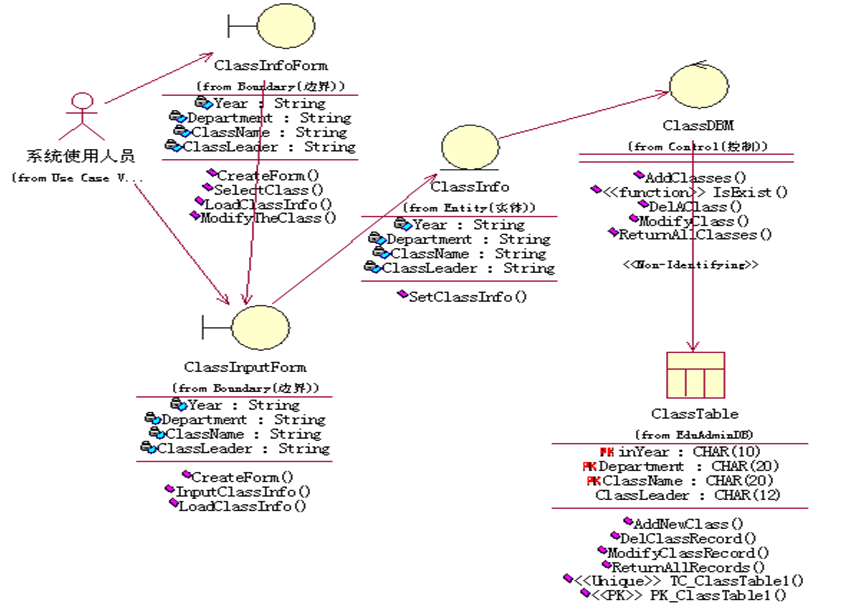 ClassInfoForm
(from Boundary(边界))
Year : String
Department : String
ClassName : String
ClassLeader : String
CreateForm()
SelectClass()
LoadClassInfo()
ModifyTheClass()
系统使用人员
(from Use Case V...
ClassInfo
(from Entity(实体))
Year : String
Department : String
ClassName : String
ClassLeader : String
SetClassInfo()
ClassDBM
(from Control(控制))
AddClasses()
<<function>> IsExist()
DelAClass()
ModifyClass()
ReturnAllClasses()
<<Non-Identifying>>
ClassInputForm
(from Boundary(边界))
Year : String
Department : String
ClassName : String
ClassLeader : String
CreateForm()
InputClassInfo()
LoadClassInfo()
ClassTable
(from EduAdminDB)
PK inYear : CHAR(10)
PK Department : CHAR(20)
PK ClassName : CHAR(20)
ClassLeader : CHAR(12)
AddNewClass()
DelClassRecord()
ModifyClassRecord()
ReturnAllRecords()
<<Unique>> TC_ClassTable1()
<<PK>> PK_ClassTable1()